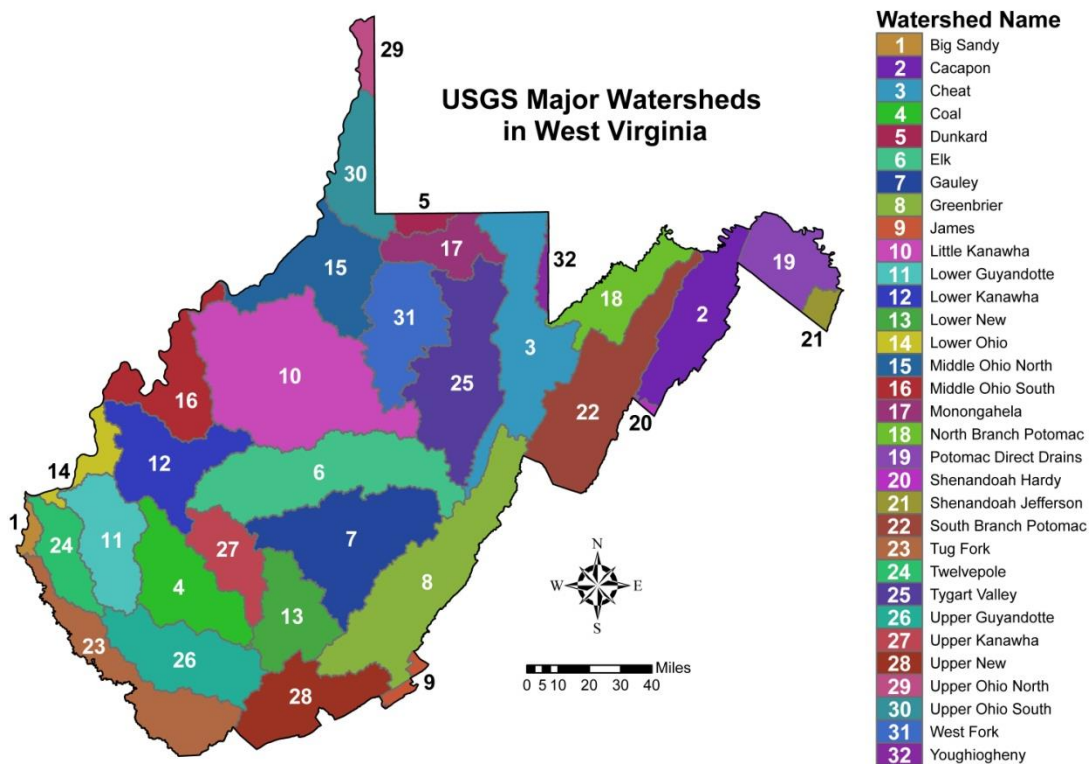 USGS Major Watersheds
in West Virginia
29
30
5
17
32
15
31
18
2
19
21
3
10
25
16
22
20
14
12
6
1
24
11
27
7
4
8
13
23
26
28
9
N
W E
S
Miles
0 5 10 20 30 40
Watershed Name
1 Big Sandy
2 Cacapon
3 Cheat
4 Coal
5 Dunkard
6 Elk
7 Gauley
8 Greenbrier
9 James
10 Little Kanawha
11 Lower Guyandotte
12 Lower Kanawha
13 Lower New
14 Lower Ohio
15 Middle Ohio North
16 Middle Ohio South
17 Monongahela
18 North Branch Potomac
19 Potomac Direct Drains
20 Shenandoah Hardy
21 Shenandoah Jefferson
22 South Branch Potomac
23 Tug Fork
24 Twelvepole
25 Tygart Valley
26 Upper Guyandotte
27 Upper Kanawha
28 Upper New
29 Upper Ohio North
30 Upper Ohio South
31 West Fork
32 Youghiogheny